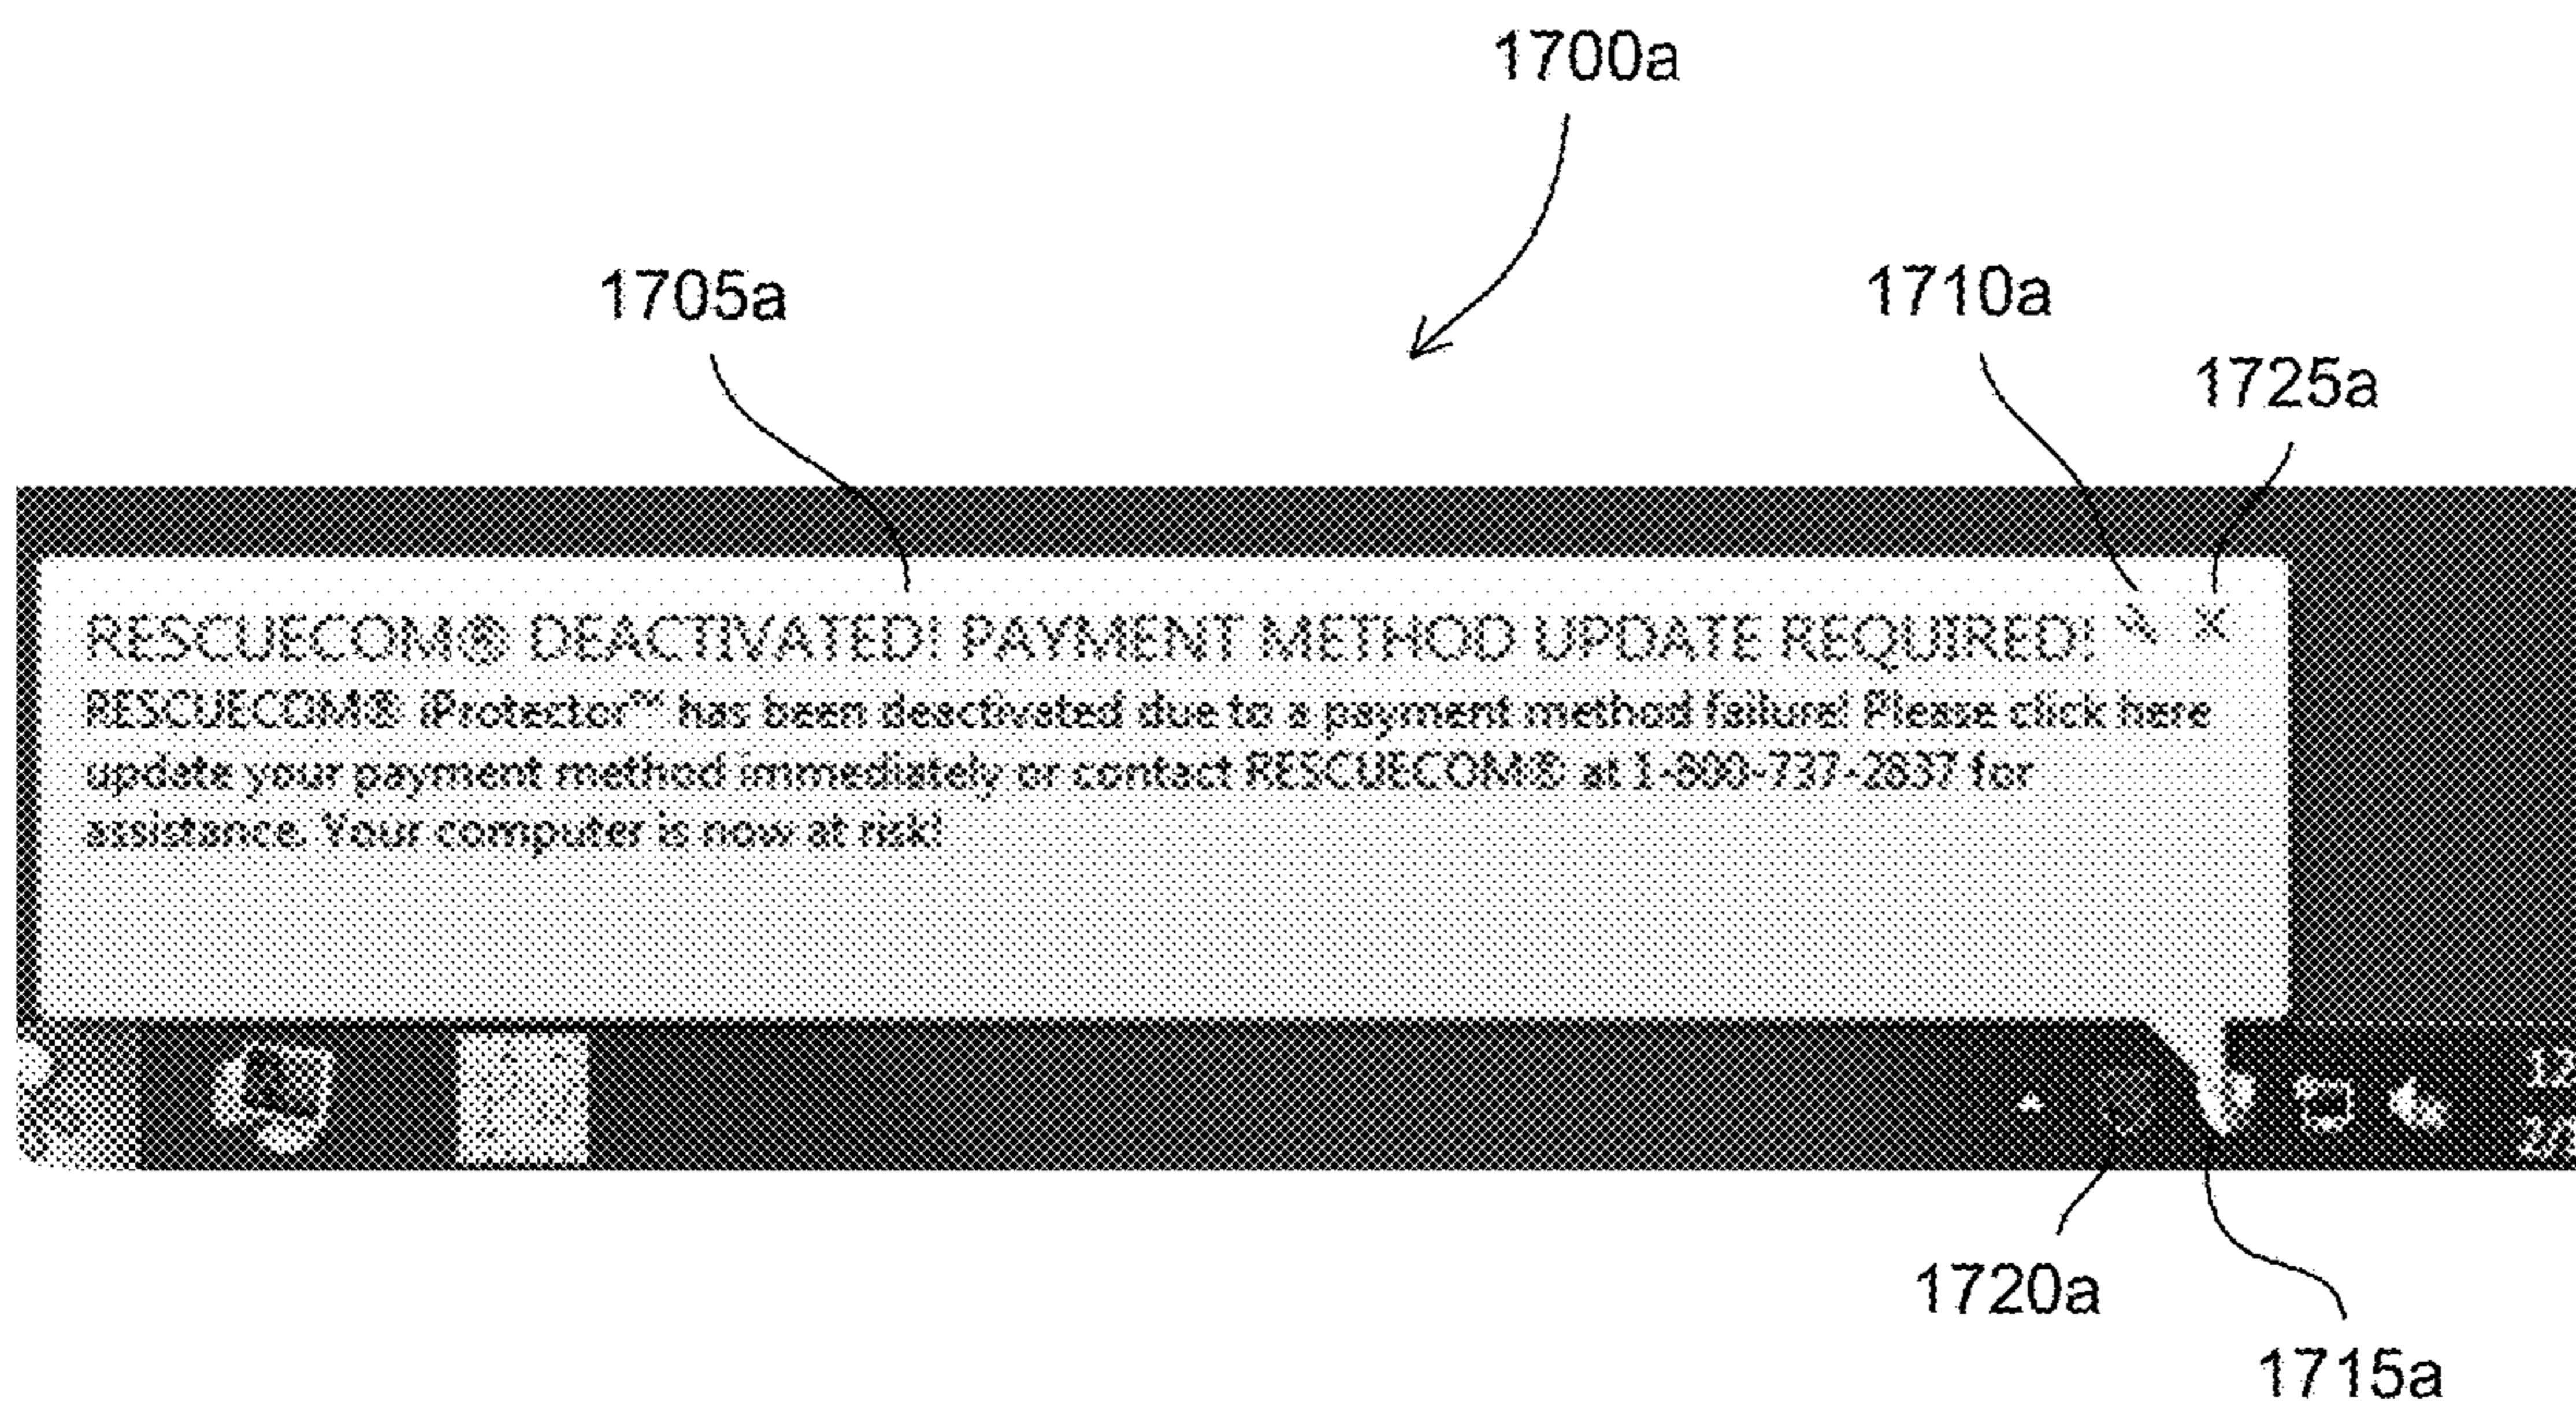 1700a
1705a
1710a
1725a
RESCUECOM® DEACTIVATED! PAYMENT METHOD UPDATE REQUIRED!
RESCUECOM® iProtector™ has been deactivated due to a payment method failure! Please click here
update your payment method immediately or contact RESCUECOM® at 1-800-737-2837 for
assistance. Your computer is now at risk!
1720a
1715a